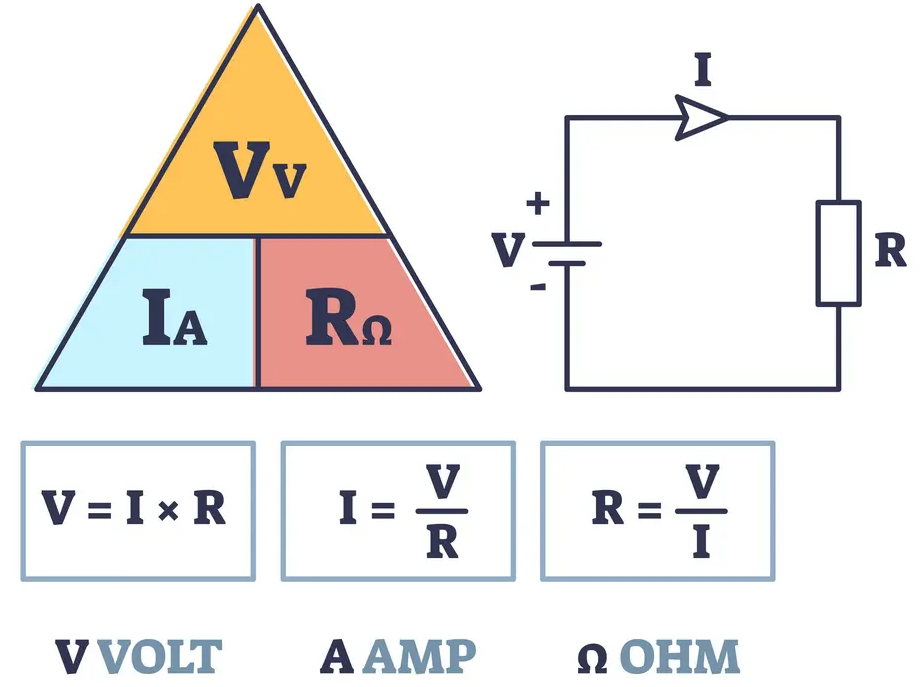 V V
I A
R Ω
I
+
V
-
R
V = I × R
I = V
R
R = V
I
V VOLT
A AMP
Ω OHM